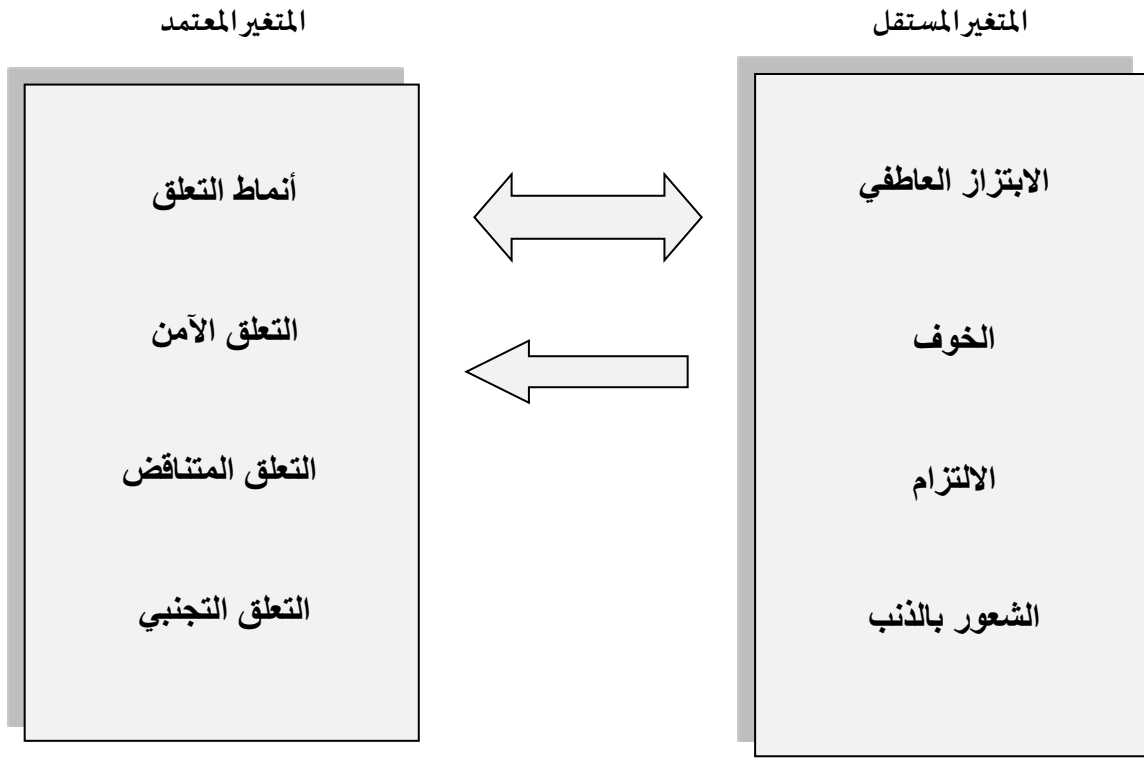 المتغير المستقل
الابتزاز العاطفي
الخوف
الالتزام
الشعور بالذنب
المتغير المعتمد
أنماط التعلق
التعلق الآمن
التعلق المتناقض
التعلق التجنبي